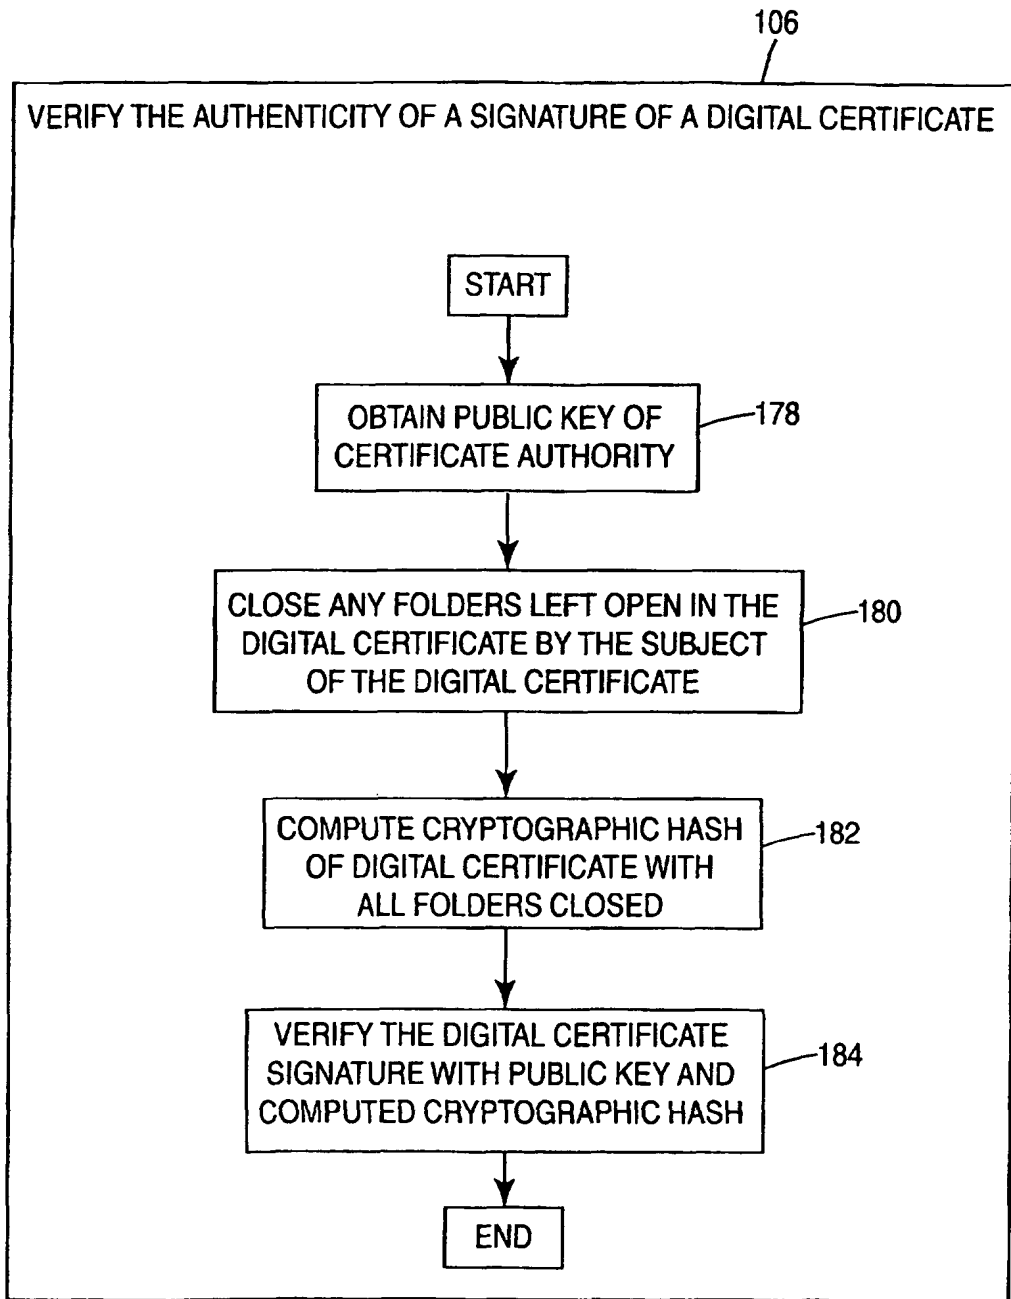 106
VERIFY THE AUTHENTICITY OF A SIGNATURE OF A DIGITAL CERTIFICATE
START
OBTAIN PUBLIC KEY OF
CERTIFICATE AUTHORITY
178
CLOSE ANY FOLDERS LEFT OPEN IN THE
DIGITAL CERTIFICATE BY THE SUBJECT
OF THE DIGITAL CERTIFICATE
180
COMPUTE CRYPTOGRAPHIC HASH
OF DIGITAL CERTIFICATE WITH
ALL FOLDERS CLOSED
182
VERIFY THE DIGITAL CERTIFICATE
SIGNATURE WITH PUBLIC KEY AND
COMPUTED CRYPTOGRAPHIC HASH
184
END